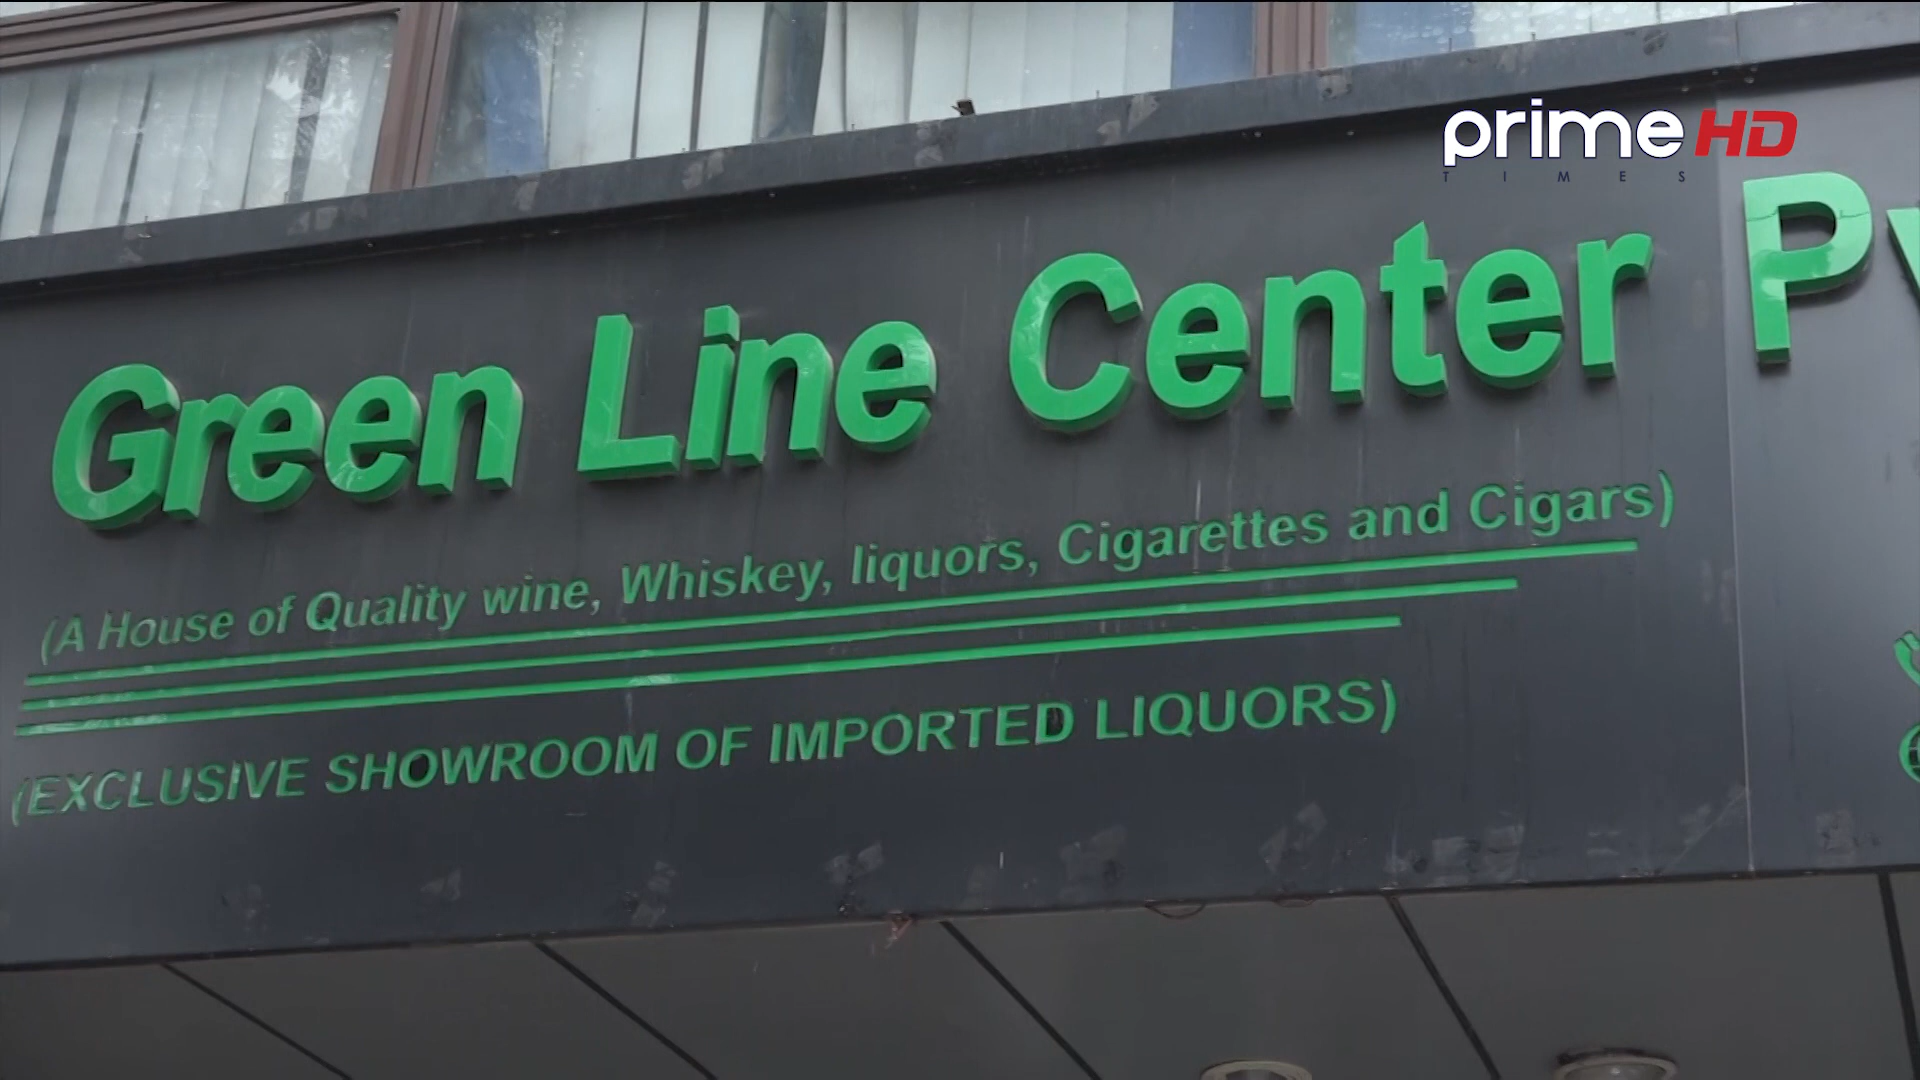 prime HD
TIMES
Green Line Center P
(A House of Quality wine, Whiskey, liquors, Cigarettes and Cigars)
(EXCLUSIVE SHOWROOM OF IMPORTED LIQUORS)